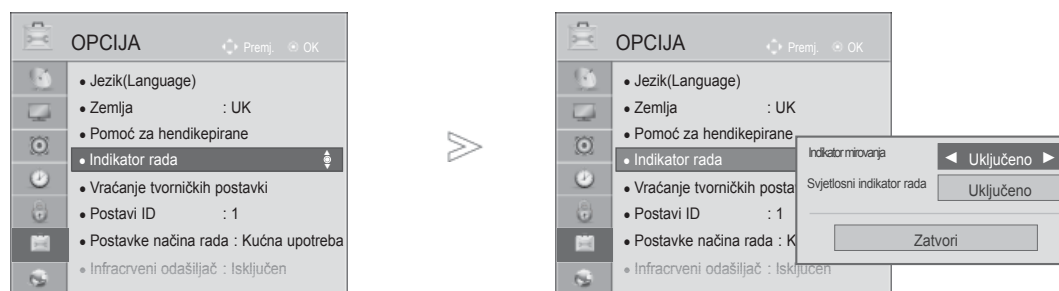 OPCIJA Premj. OK
• Jezik(Language)
• Zemlja : UK
• Pomoć za hendikepirane
• Indikator rada
• Vraćanje tvorničkih postavki
• Postavi ID : 1
• Postavke načina rada : Kućna upotreba
• Infracrveni odašiljač : Isključen
OPCIJA Premj. OK
• Jezik(Language)
• Zemlja : UK
• Pomoć za hendikepirane
• Indikator rada
• Vraćanje tvorničkih posta
• Postavi ID : 1
• Postavke načina rada : K
• Infracrveni odašiljač : Isključen
Indikator mirovanja ◄ Uključeno ►
Svjetlosni indikator rada Uključeno
Zatvori